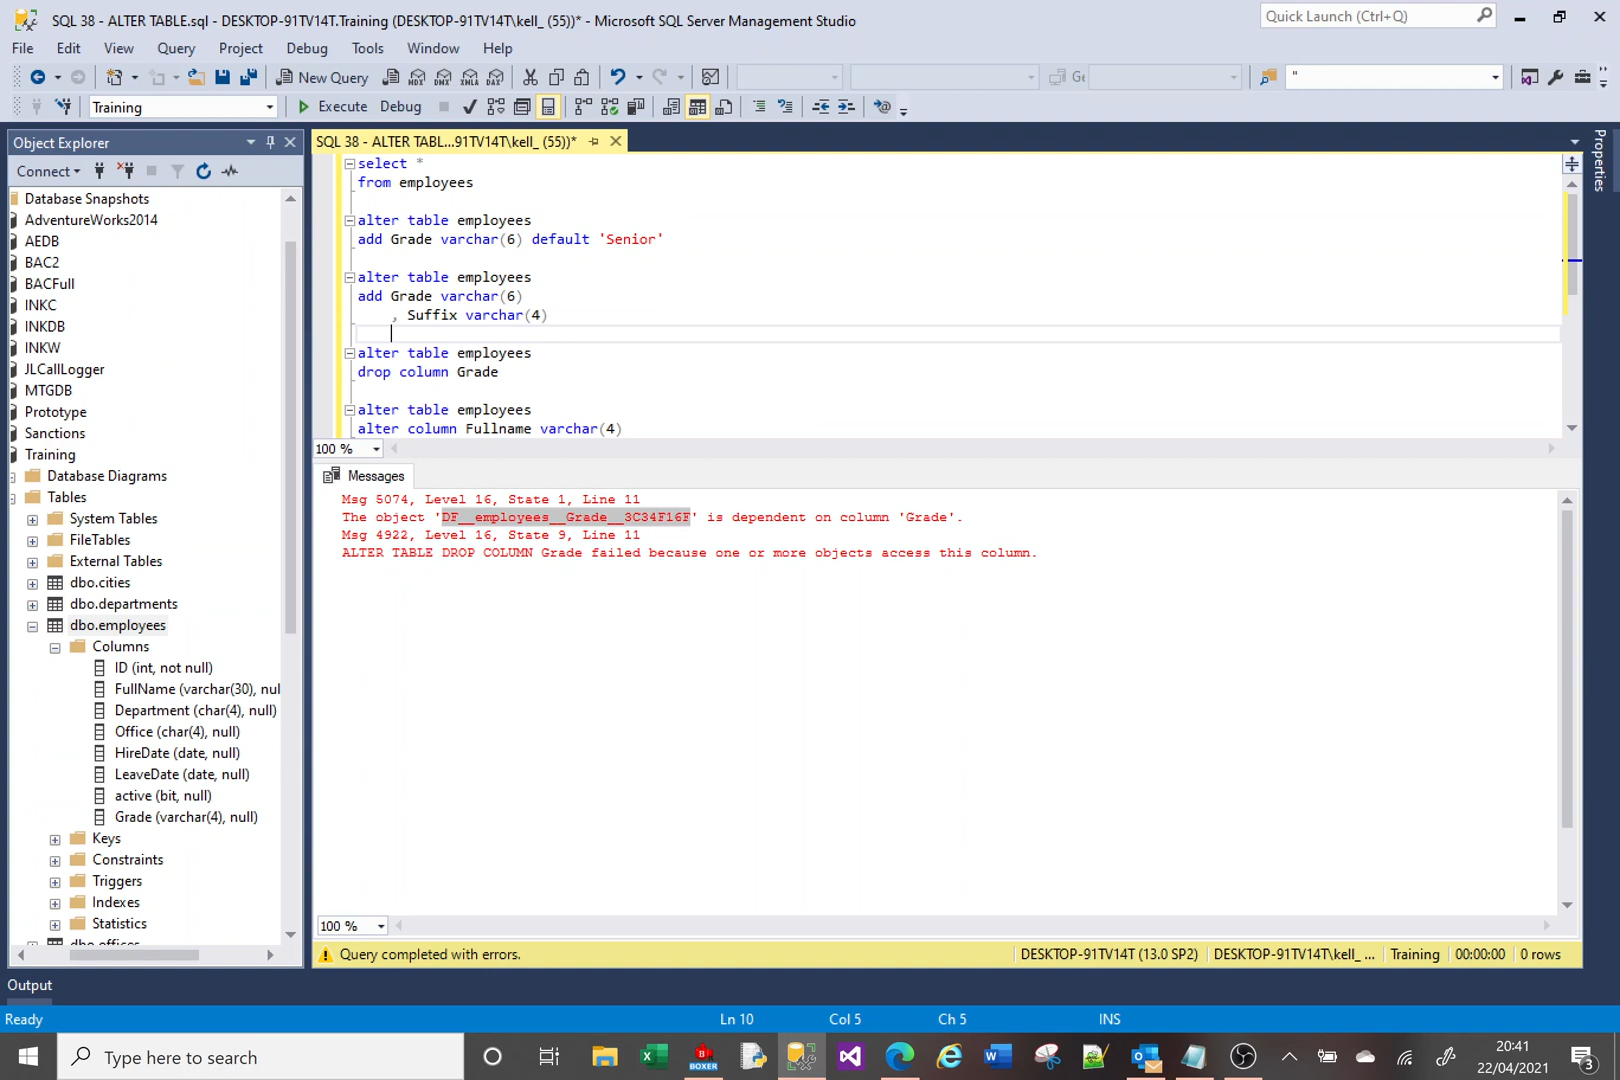 SQL 38 - ALTER TABLE.sql - DESKTOP-91TV14T.Training (DESKTOP-91TV14T\kell_ (55))* - Microsoft SQL Server Management Studio
Quick Launch (Ctrl+Q)
File Edit View Query Project Debug Tools Window Help
New Query
MDX DMX XMLA DAX
Ge
"
Training
Execute Debug
Object Explorer
SQL 38 - ALTER TABL...91TV14T\kell_ (55))*
Properties
Connect
Database Snapshots
AdventureWorks2014
AEDB
BAC2
BACFull
INKC
INKDB
INKW
JLCallLogger
MTGDB
Prototype
Sanctions
Training
Database Diagrams
Tables
System Tables
FileTables
External Tables
dbo.cities
dbo.departments
dbo.employees
Columns
ID (int, not null)
FullName (varchar(30), nul
Department (char(4), null)
Office (char(4), null)
HireDate (date, null)
LeaveDate (date, null)
active (bit, null)
Grade (varchar(4), null)
Keys
Constraints
Triggers
Indexes
Statistics
dbo.offices
select *
from employees
alter table employees
add Grade varchar(6) default 'Senior'
alter table employees
add Grade varchar(6)
, Suffix varchar(4)
alter table employees
drop column Grade
alter table employees
alter column Fullname varchar(4)
100 %
Messages
Msg 5074, Level 16, State 1, Line 11
The object 'DF__employees__Grade__3C34F16F' is dependent on column 'Grade'.
Msg 4922, Level 16, State 9, Line 11
ALTER TABLE DROP COLUMN Grade failed because one or more objects access this column.
100 %
Query completed with errors.
DESKTOP-91TV14T (13.0 SP2) DESKTOP-91TV14T\kell_ ... Training 00:00:00 0 rows
Output
Ready
Ln 10 Col 5 Ch 5 INS
Type here to search
BOXER
20:41
22/04/2021
3